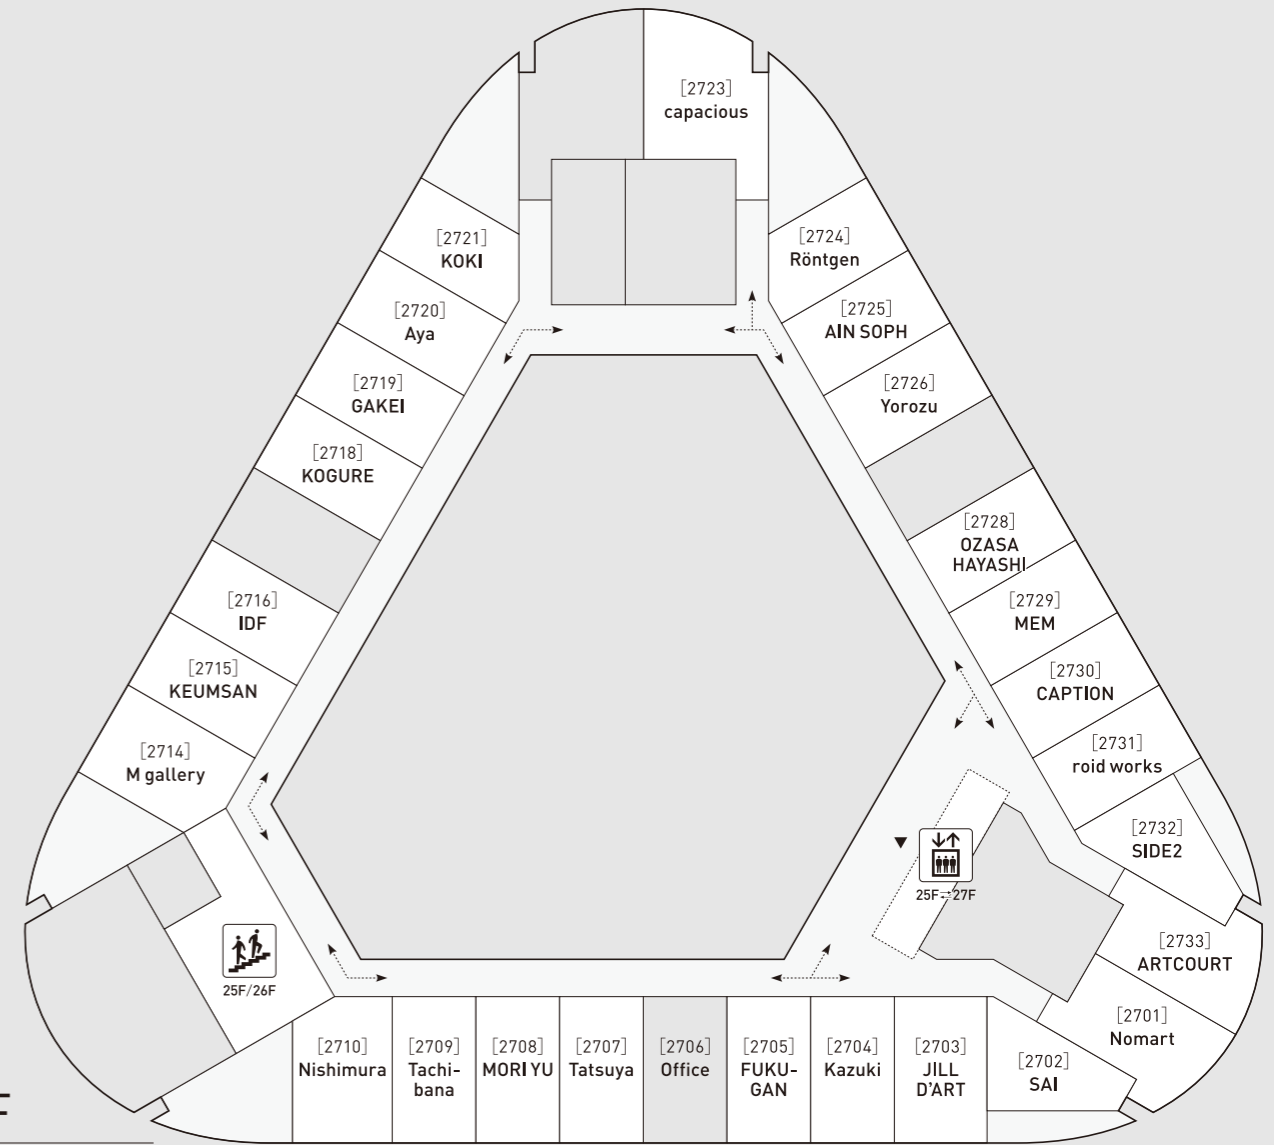 [2723]
capacious
[2721]
KOKI
[2724]
Röntgen
[2720]
Aya
[2725]
AIN SOPH
[2719]
GAKEI
[2726]
Yorozu
[2718]
KOGURE
[2728]
OZASA
HAYASHI
[2716]
IDF
[2729]
MEM
[2715]
KEUMSAN
[2730]
CAPTION
[2714]
M gallery
[2731]
roid works
[2732]
SIDE2
25F⇄27F
[2733]
ARTCOURT
25F/26F
[2701]
Nomart
[2710]
Nishimura
[2709]
Tachi-
bana
[2708]
MORI YU
[2707]
Tatsuya
[2706]
Office
[2705]
FUKU-
GAN
[2704]
Kazuki
[2703]
JILL
D'ART
[2702]
SAI